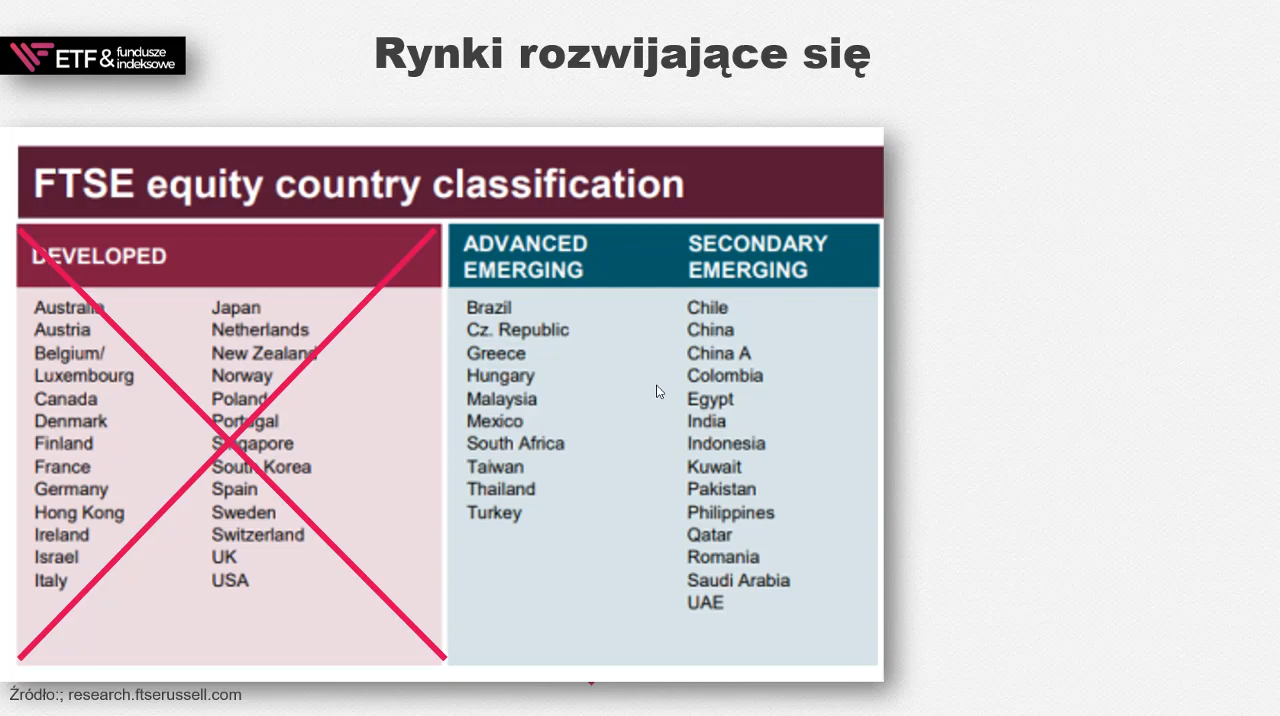 ETF & fundusze indeksowe
Rynki rozwijające się
FTSE equity country classification
DEVELOPED
Australia
Austria
Belgium/
Luxembourg
Canada
Denmark
Finland
France
Germany
Hong Kong
Ireland
Israel
Italy
Japan
Netherlands
New Zealand
Norway
Poland
Portugal
Singapore
South Korea
Spain
Sweden
Switzerland
UK
USA
ADVANCED
EMERGING
Brazil
Cz. Republic
Greece
Hungary
Malaysia
Mexico
South Africa
Taiwan
Thailand
Turkey
SECONDARY
EMERGING
Chile
China
China A
Colombia
Egypt
India
Indonesia
Kuwait
Pakistan
Philippines
Qatar
Romania
Saudi Arabia
UAE
Źródło:; research.ftserussell.com